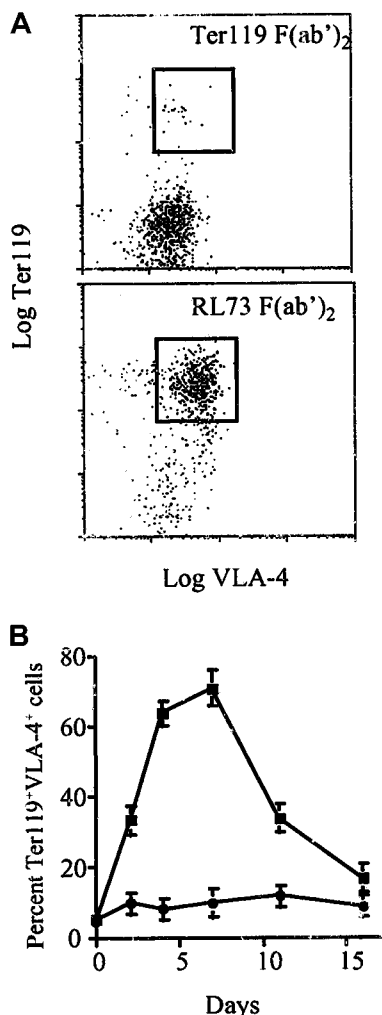 A
Ter119 F(ab')₂
RL73 F(ab')₂
Log Ter119
Log VLA-4
B
80
60
40
20
0
Percent Ter119⁺VLA-4⁺ cells
0 5 10 15
Days